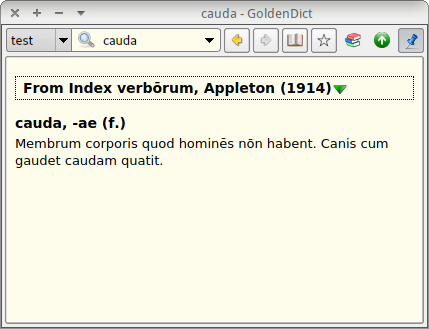 cauda - GoldenDict
test
cauda
From Index verbōrum, Appleton (1914)
cauda, -ae (f.)
Membrum corporis quod hominēs nōn habent. Canis cum
gaudet caudam quatit.